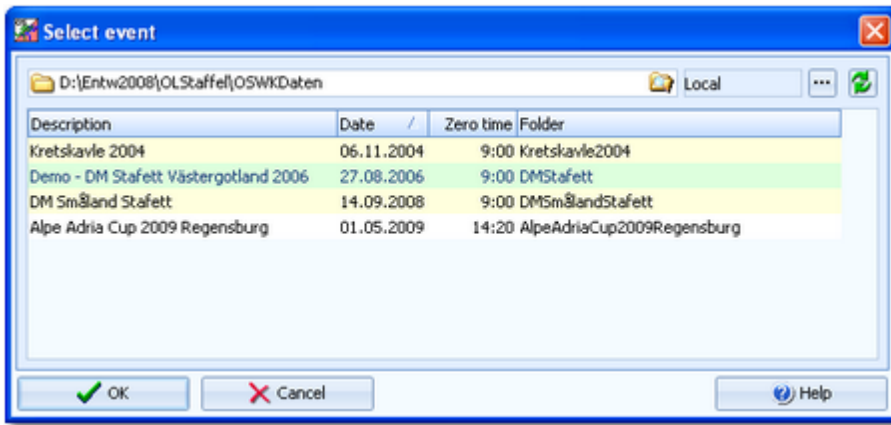 Select event
D:\Entw2008\OLStaffel\OSWKDaten Local ...
Description Date / Zero time Folder
Kretskavle 2004 06.11.2004 9:00 Kretskavle2004
Demo - DM Stafett Västergotland 2006 27.08.2006 9:00 DMStafett
DM Småland Stafett 14.09.2008 9:00 DMSmålandStafett
Alpe Adria Cup 2009 Regensburg 01.05.2009 14:20 AlpeAdriaCup2009Regensburg
OK Cancel Help